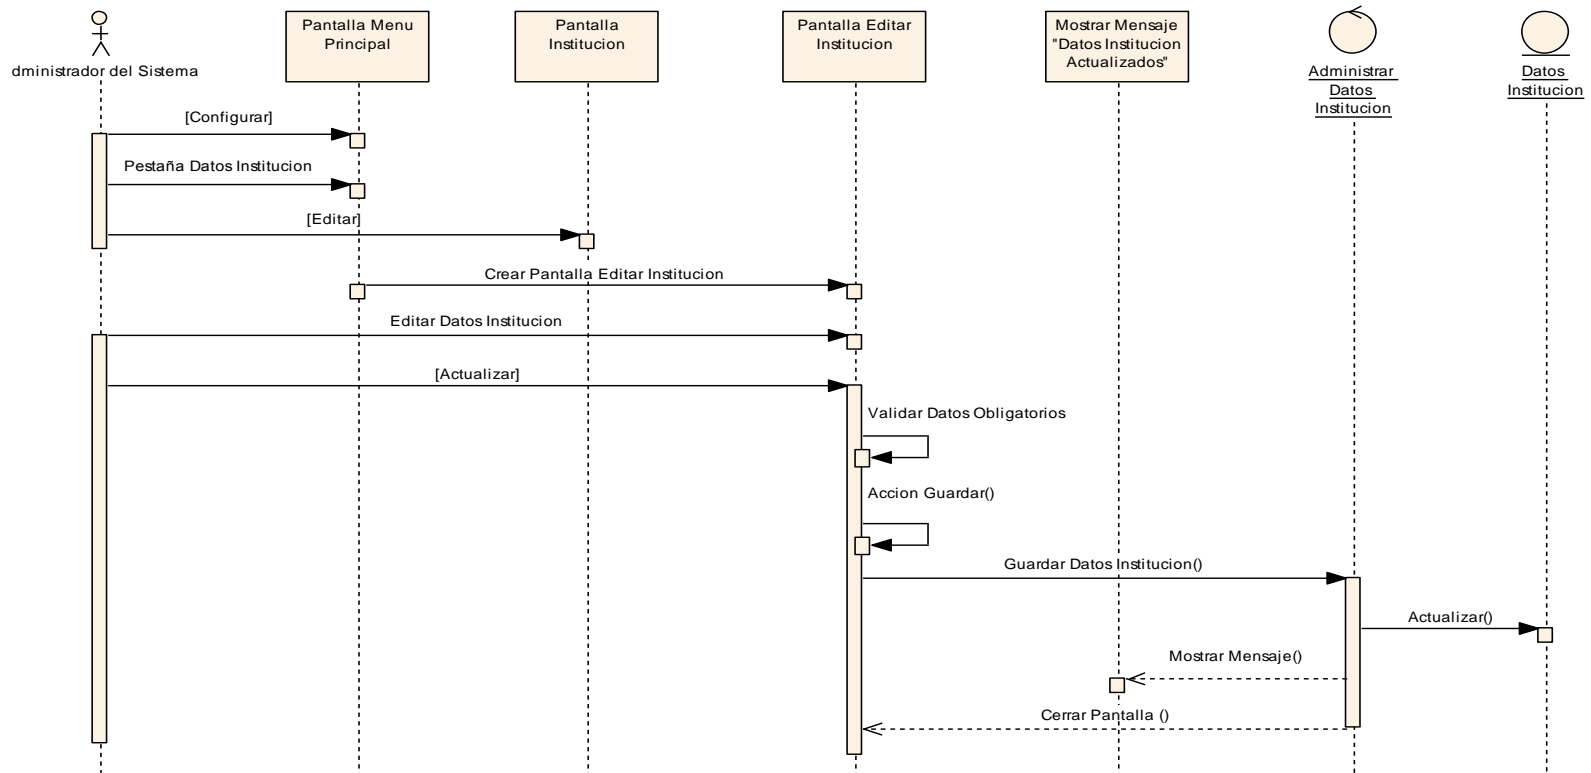 Pantalla Menu
Principal
Pantalla
Institucion
Pantalla Editar
Institucion
Mostrar Mensaje
"Datos Institucion
Actualizados"
dministrador del Sistema
Administrar
Datos
Institucion
Datos
Institucion
[Configurar]
Pestaña Datos Institucion
[Editar]
Crear Pantalla Editar Institucion
Editar Datos Institucion
[Actualizar]
Validar Datos Obligatorios
Accion Guardar()
Guardar Datos Institucion()
Actualizar()
Mostrar Mensaje()
Cerrar Pantalla ()